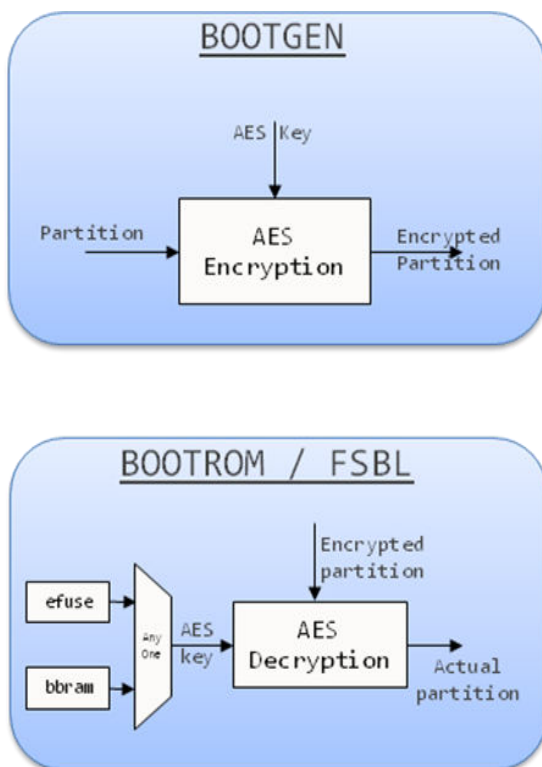 BOOTGEN
AES Key
Partition
AES
Encryption
Encrypted
Partition
BOOTROM / FSBL
Encrypted
partition
efuse
Any
One
AES
key
AES
Decryption
bbram
Actual
partition